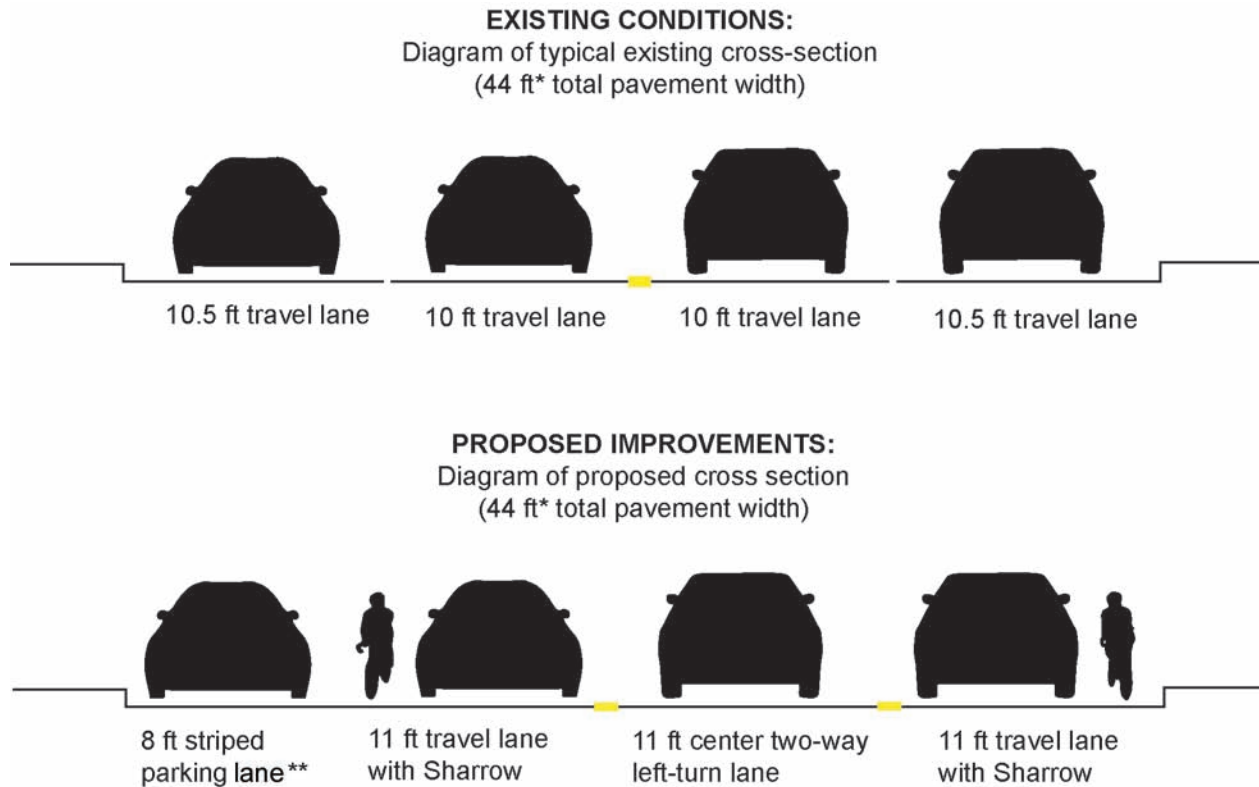 EXISTING CONDITIONS:
Diagram of typical existing cross-section
(44 ft* total pavement width)
10.5 ft travel lane
10 ft travel lane
10 ft travel lane
10.5 ft travel lane
PROPOSED IMPROVEMENTS:
Diagram of proposed cross section
(44 ft* total pavement width)
8 ft striped
parking lane**
11 ft travel lane
with Sharrow
11 ft center two-way
left-turn lane
11 ft travel lane
with Sharrow